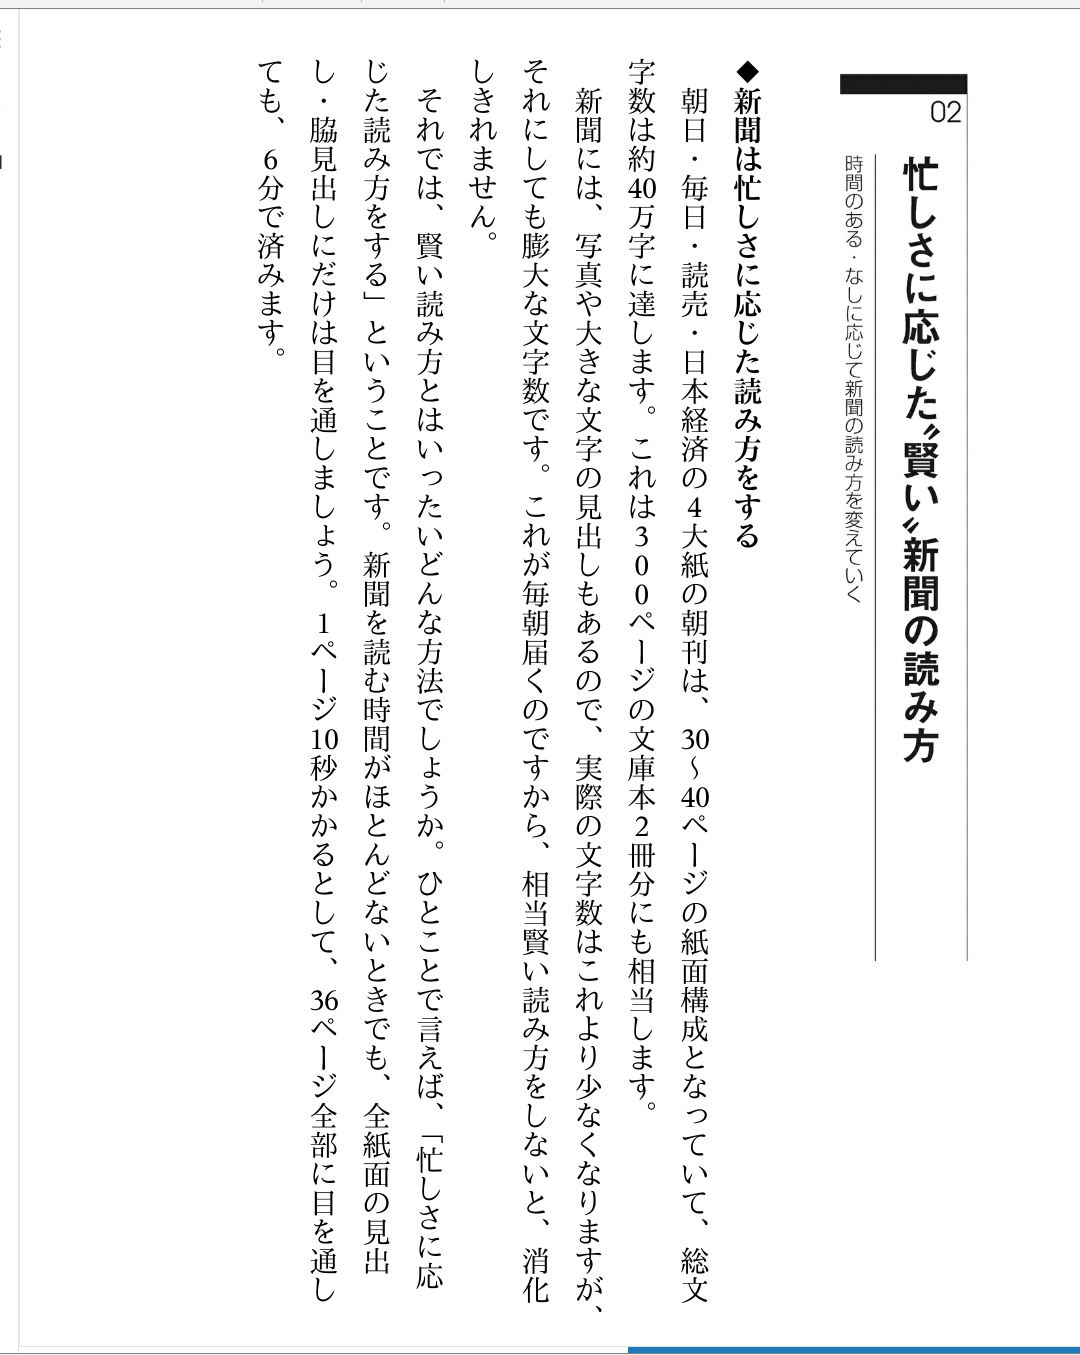 02
忙しさに応じた〝賢い〟新聞の読み方
時間のある・なしに応じて新聞の読み方を変えていく
◆新聞は忙しさに応じた読み方をする
朝日・毎日・読売・日本経済の4大紙の朝刊は、30～40ページの紙面構成となっていて、総文
字数は約40万字に達します。これは300ページの文庫本2冊分にも相当します。
新聞には、写真や大きな文字の見出しもあるので、実際の文字数はこれより少なくなりますが、
それにしても膨大な文字数です。これが毎朝届くのですから、相当賢い読み方をしないと、消化
しきれません。
それでは、賢い読み方とはいったいどんな方法でしょうか。ひとことで言えば、「忙しさに応
じた読み方をする」ということです。新聞を読む時間がほとんどないときでも、全紙面の見出
し・脇見出しにだけは目を通しましょう。1ページ10秒かかるとして、36ページ全部に目を通し
ても、6分で済みます。